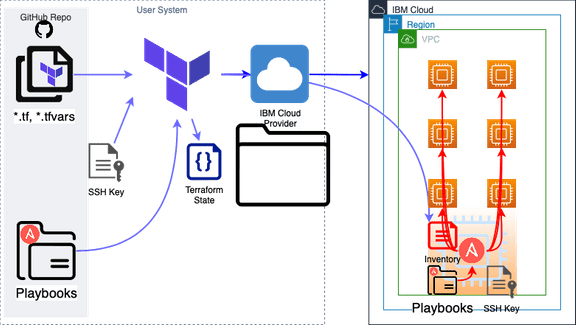 GitHub Repo
User System
IBM Cloud
Region
VPC
*.tf, *.tfvars
IBM Cloud
Provider
SSH Key
{}
Terraform
State
Inventory
Playbooks
Playbooks
SSH Key